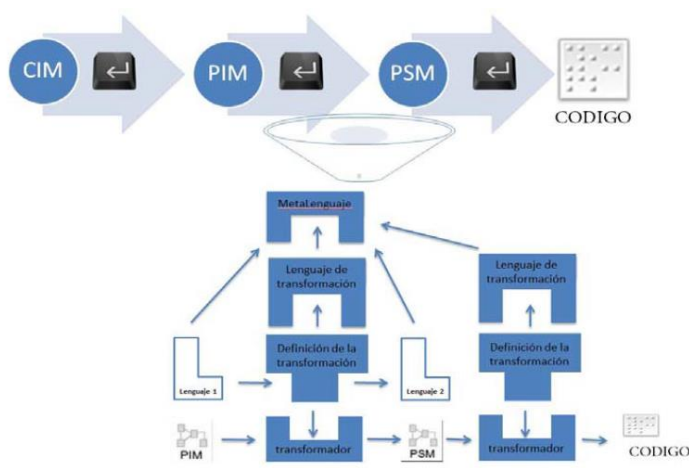 CIM
PIM
PSM
CODIGO
MetaLenguaje
Lenguaje de
transformación
Lenguaje de
transformación
Definición de la
transformación
Definición de la
transformación
Lenguaje 1
Lenguaje 2
PIM
transformador
PSM
transformador
CODIGO